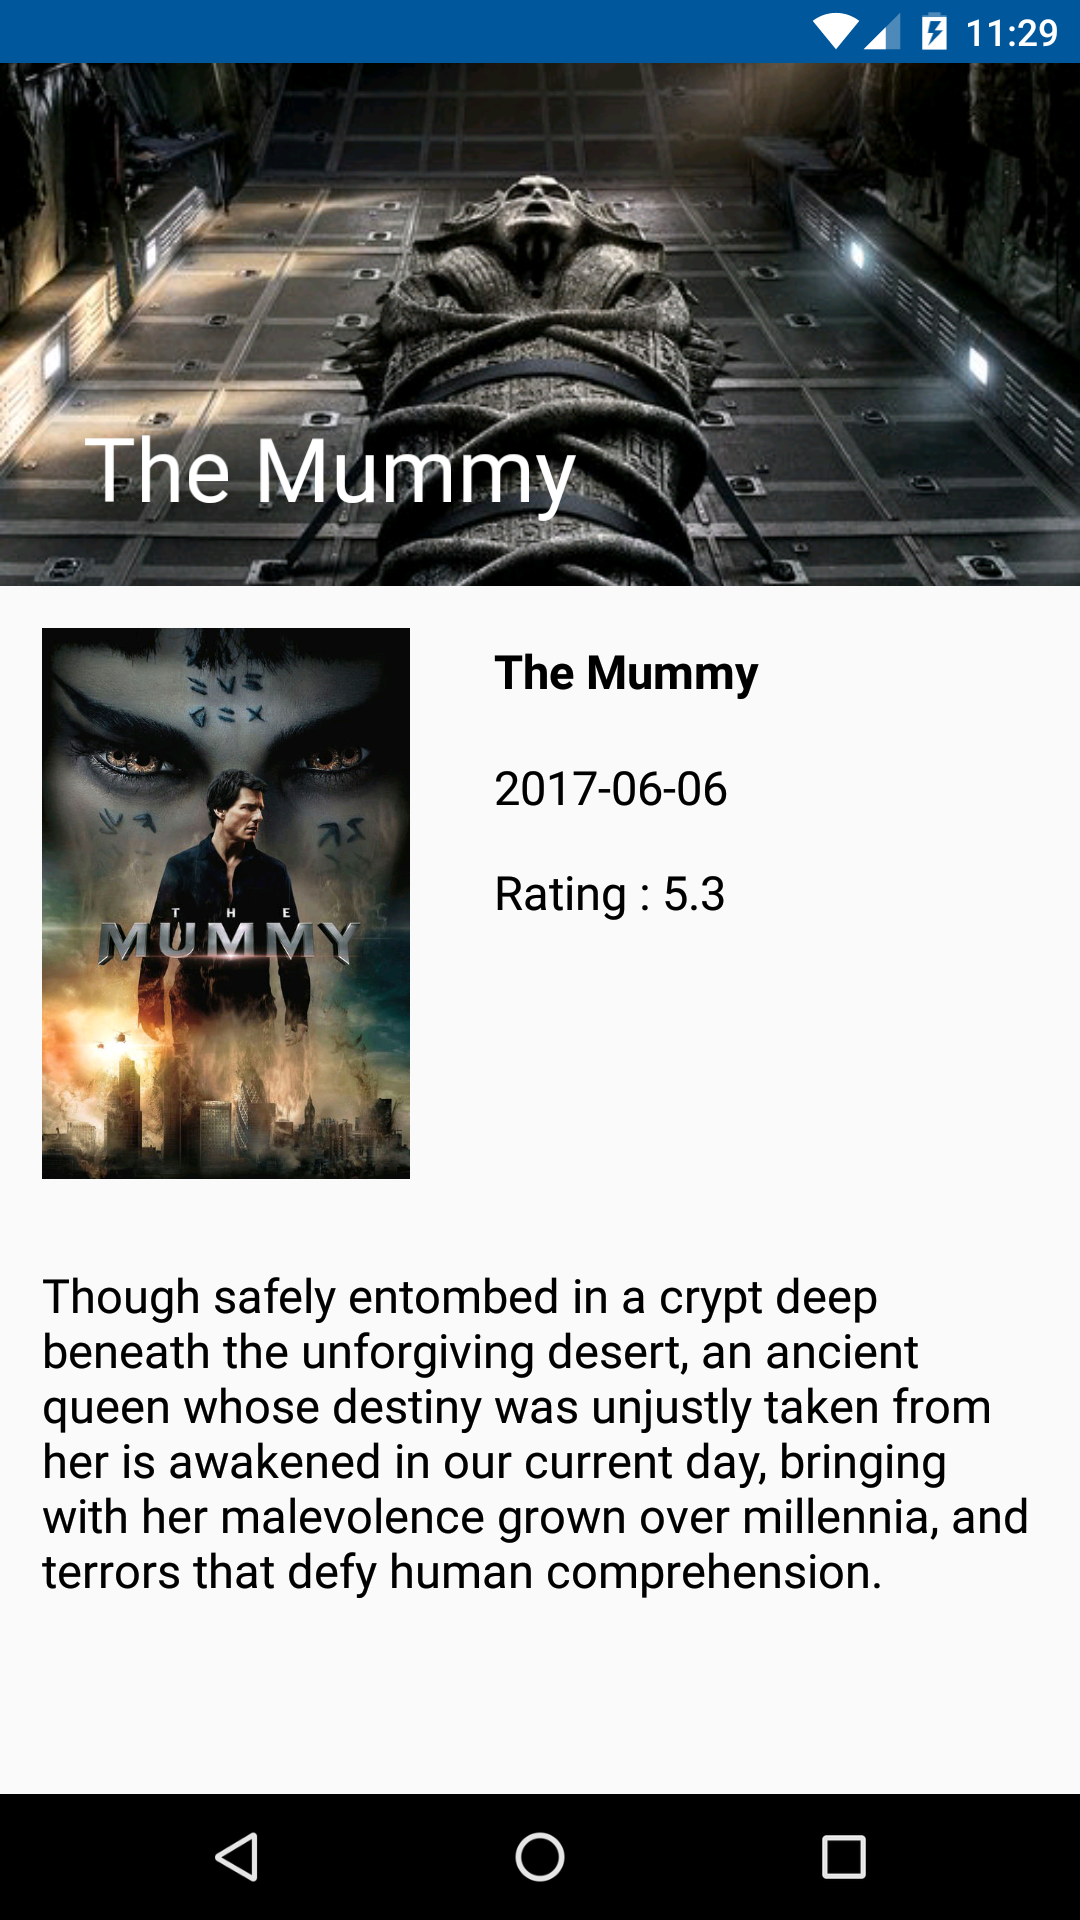 11:29
The Mummy
The Mummy
2017-06-06
Rating : 5.3
THE
MUMMY
Though safely entombed in a crypt deep
beneath the unforgiving desert, an ancient
queen whose destiny was unjustly taken from
her is awakened in our current day, bringing
with her malevolence grown over millennia, and
terrors that defy human comprehension.